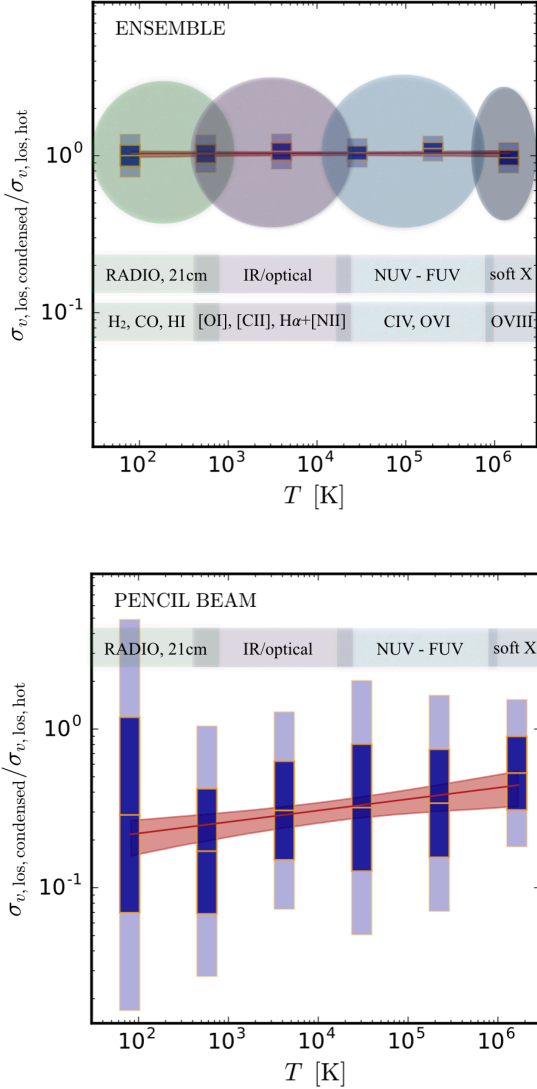 ENSEMBLE
10⁰
10⁻¹
σ_v, los, condensed/σ_v, los, hot
RADIO, 21cm IR/optical NUV - FUV soft X
H₂, CO, HI [OI], [CII], Hα+[NII] CIV, OVI OVIII
10² 10³ 10⁴ 10⁵ 10⁶
T [K]
PENCIL BEAM
RADIO, 21cm IR/optical NUV - FUV soft X
10⁰
10⁻¹
σ_v, los, condensed/σ_v, los, hot
10² 10³ 10⁴ 10⁵ 10⁶
T [K]